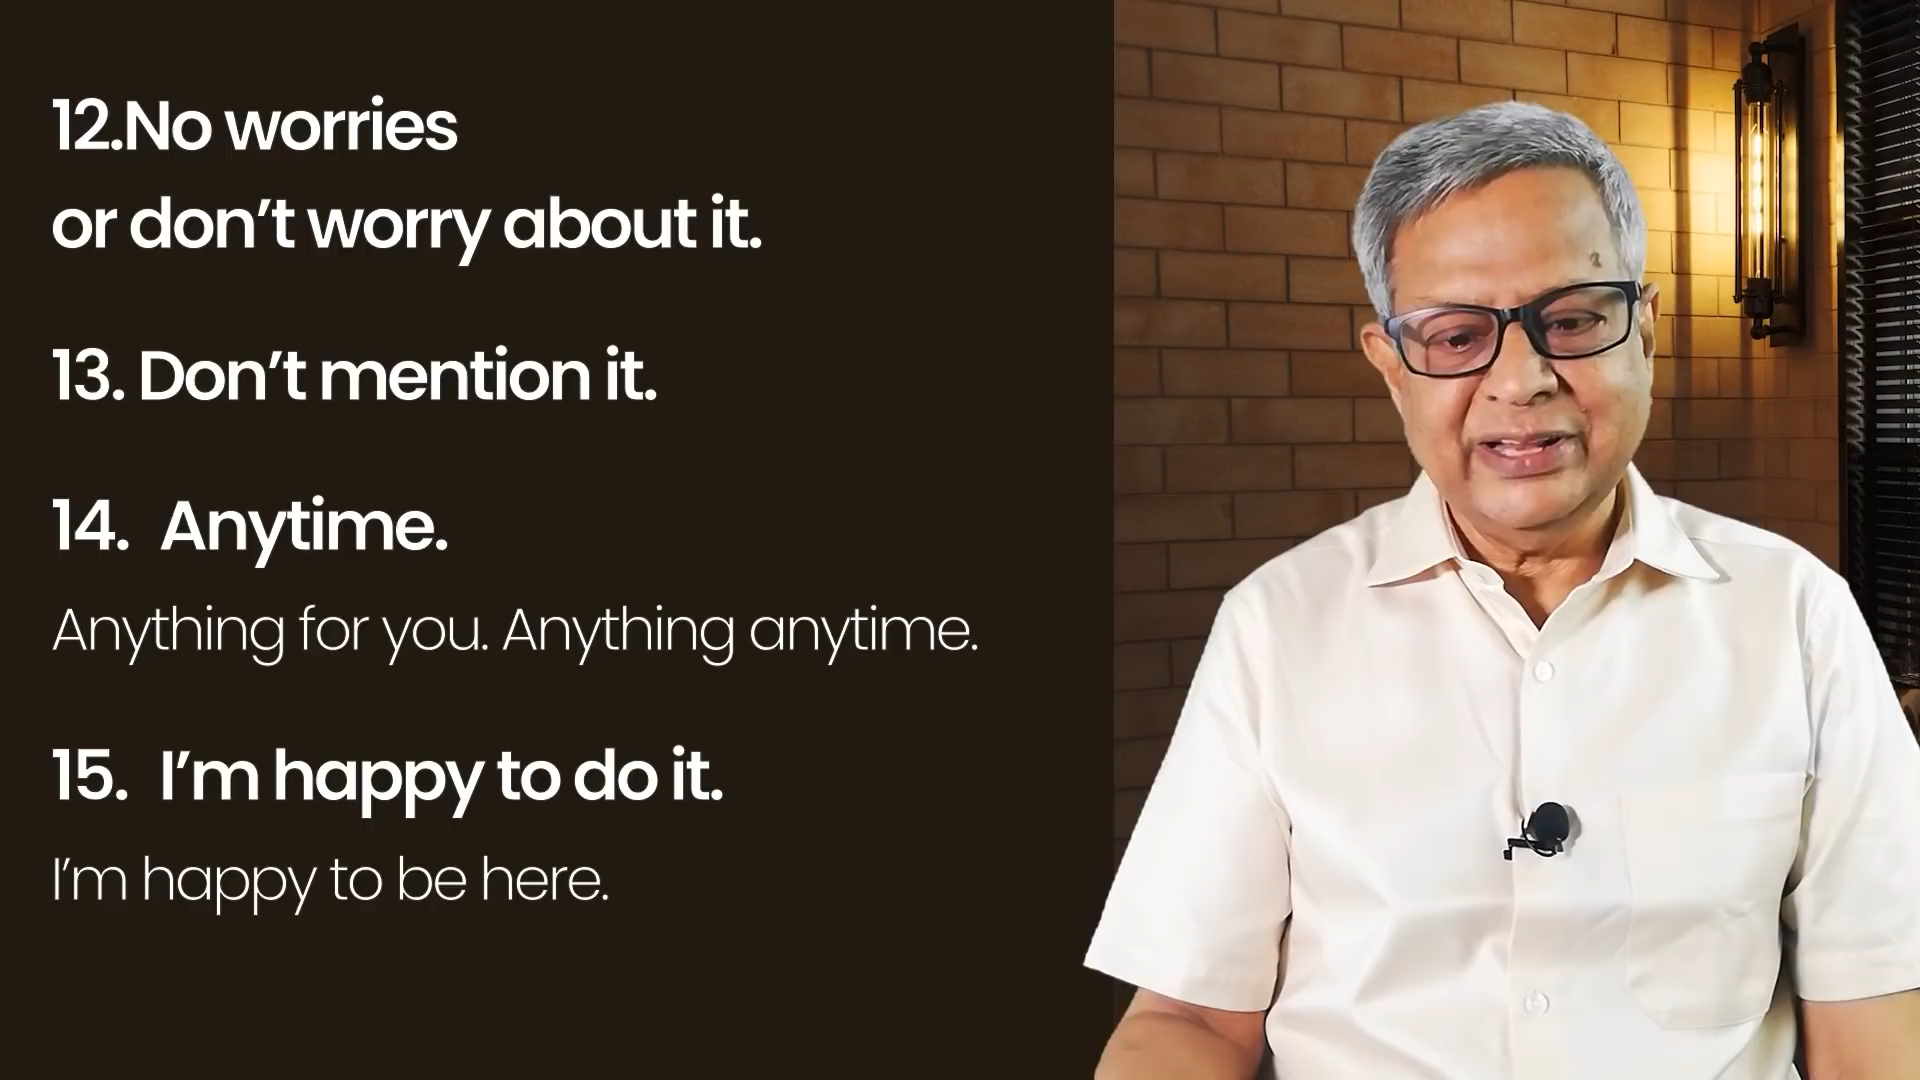 12.No worries
or don’t worry about it.
13. Don’t mention it.
14. Anytime.
Anything for you. Anything anytime.
15. I’m happy to do it.
I’m happy to be here.